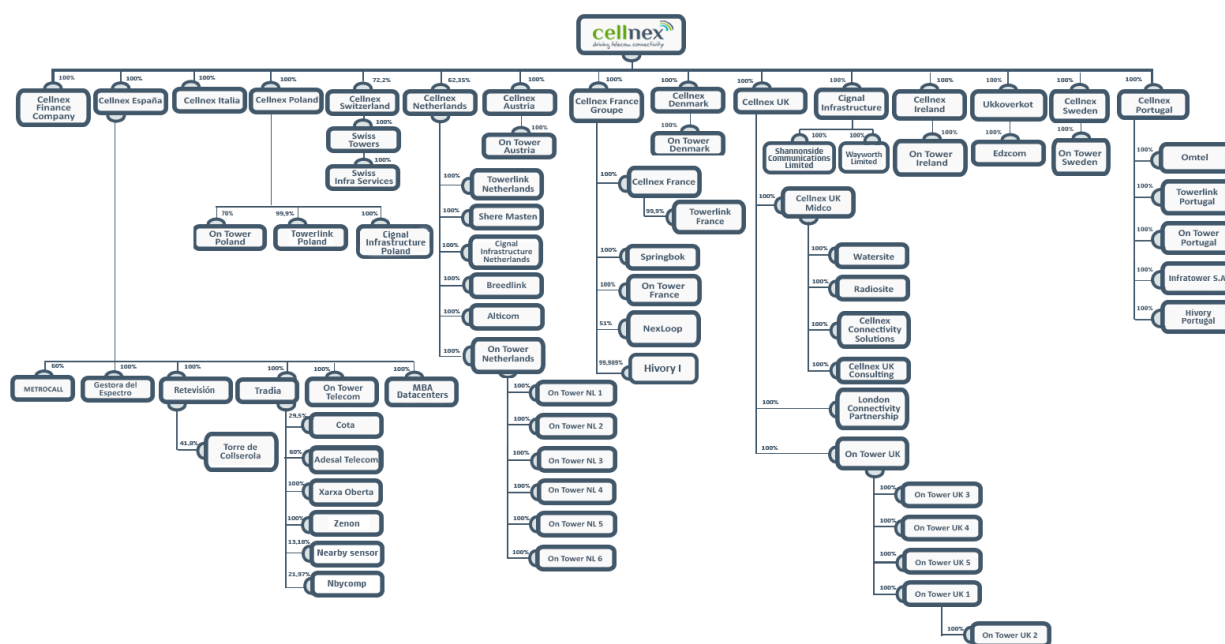 cellnex
driving telecom connectivity
100%
Cellnex
Finance
Company
100%
Cellnex España
100%
Cellnex Italia
100%
Cellnex Poland
72,2%
Cellnex
Switzerland
62,35%
Cellnex
Netherlands
100%
Cellnex
Austria
100%
Cellnex France
Groupe
100%
Cellnex
Denmark
100%
Cellnex UK
100%
Cignal
Infrastructure
100%
Cellnex
Ireland
100%
Ukkoverkot
100%
Cellnex
Sweden
100%
Cellnex
Portugal
100%
Swiss
Towers
100%
Swiss
Infra Services
100%
On Tower
Austria
100%
On Tower
Denmark
100%
Shannonside
Communications
Limited
100%
Wayworth
Limited
100%
On Tower
Ireland
100%
Edzcom
100%
On Tower
Sweden
100%
Omtel
100%
Towerlink
Portugal
100%
On Tower
Portugal
100%
Infratower S.A
100%
Hivory
Portugal
78%
On Tower
Poland
99,9%
Towerlink
Poland
100%
Cignal
Infrastructure
Poland
100%
Towerlink
Netherlands
100%
Shere Masten
100%
Cignal
Infrastructure
Netherlands
100%
Breedlink
100%
Alticom
100%
On Tower
Netherlands
100%
On Tower NL 1
100%
On Tower NL 2
100%
On Tower NL 3
100%
On Tower NL 4
100%
On Tower NL 5
100%
On Tower NL 6
100%
Cellnex France
99,9%
Towerlink
France
100%
Springbok
100%
On Tower
France
51%
NexLoop
99,989%
Hivory I
100%
Cellnex UK
Midco
100%
Watersite
100%
Radiosite
100%
Cellnex
Connectivity
Solutions
100%
Cellnex UK
Consulting
100%
London
Connectivity
Partnership
100%
On Tower UK
100%
On Tower UK 3
100%
On Tower UK 4
100%
On Tower UK 5
100%
On Tower UK 1
100%
On Tower UK 2
60%
METROCALL
100%
Gestora del
Espectro
100%
Retevisión
100%
Tradia
100%
On Tower
Telecom
100%
MBA
Datacenters
41,8%
Torre de
Collserola
29,5%
Cota
60%
Adesal Telecom
100%
Xarxa Oberta
100%
Zenon
13,18%
Nearby sensor
21,97%
Nbycomp